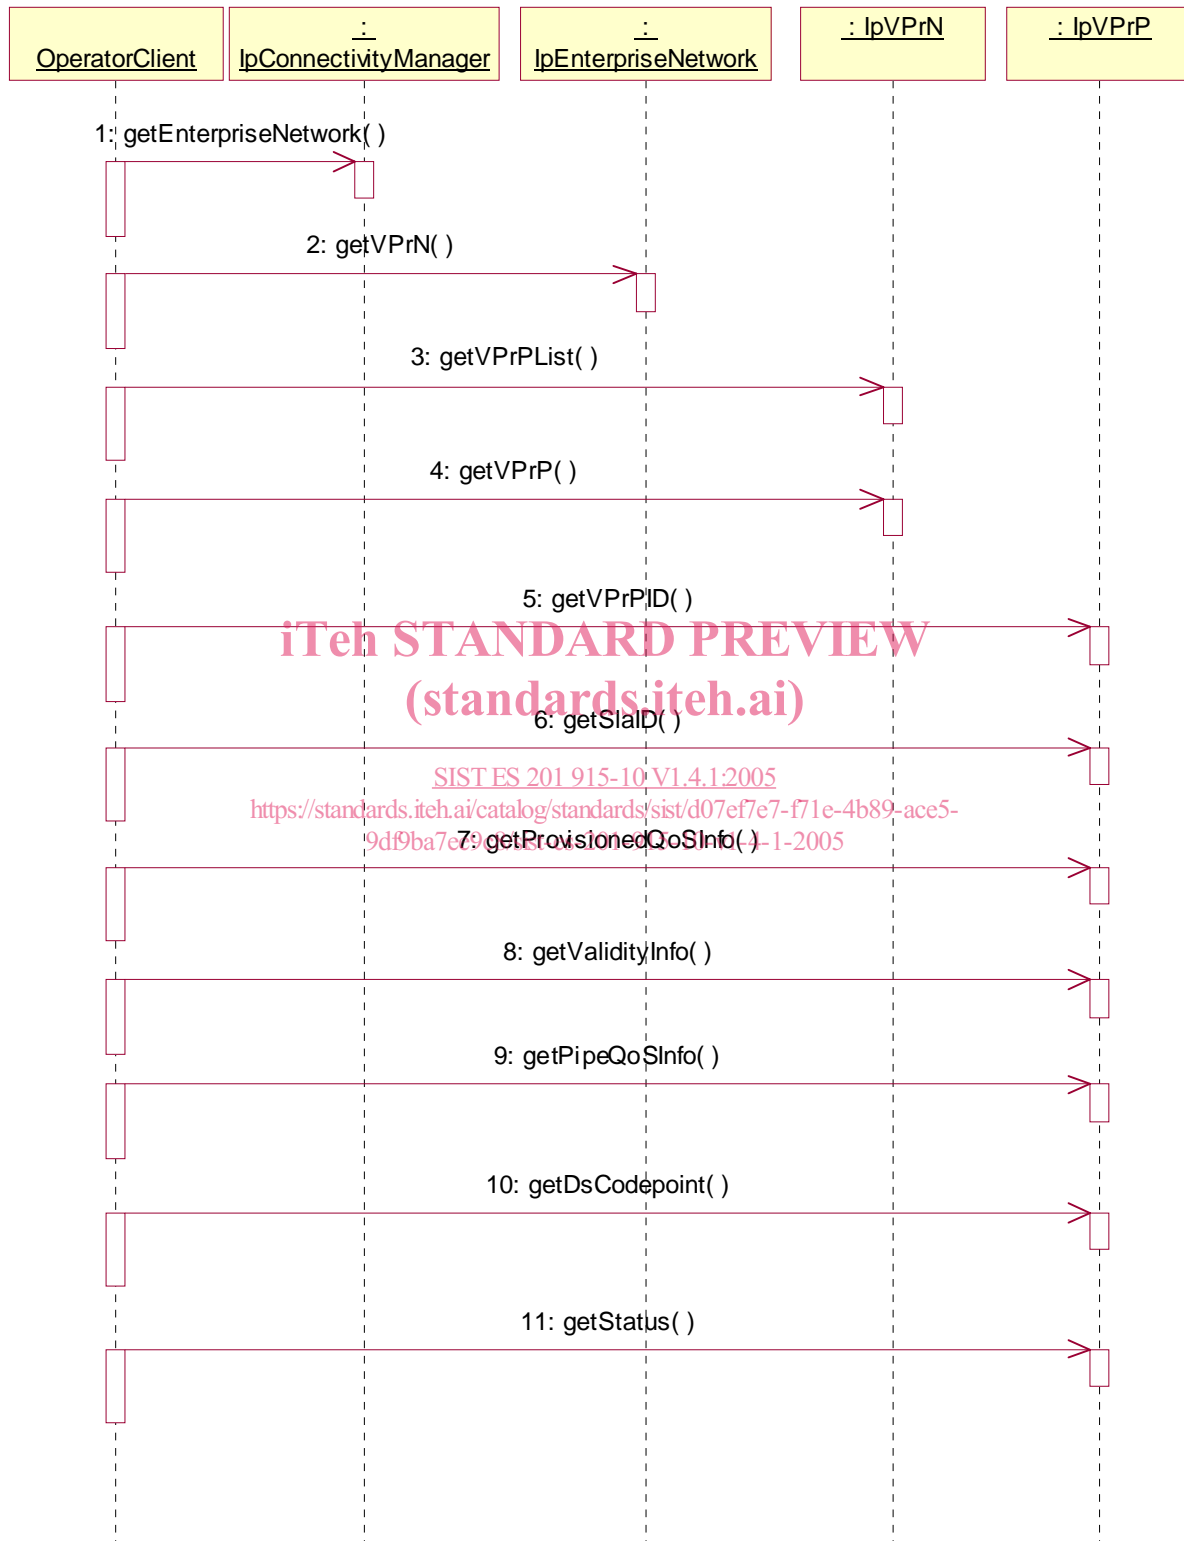 OperatorClient
:
IpConnectivityManager
:
IpEnterpriseNetwork
: IpVPrN
: IpVPrP
1: getEnterpriseNetwork( )
2: getVPrN( )
3: getVPrPList( )
4: getVPrP( )
5: getVPrPID( )
iTeh STANDARD PREVIEW
(standards.iteh.ai)
6: getSlaID( )
SIST ES 201 915-10 V1.4.1:2005
https://standards.iteh.ai/catalog/standards/sist/d07ef7e7-f71e-4b89-ace5-
7: getProvisionedQoSInfo( )
8: getValidityInfo( )
9: getPipeQoSInfo( )
10: getDsCodepoint( )
11: getStatus( )